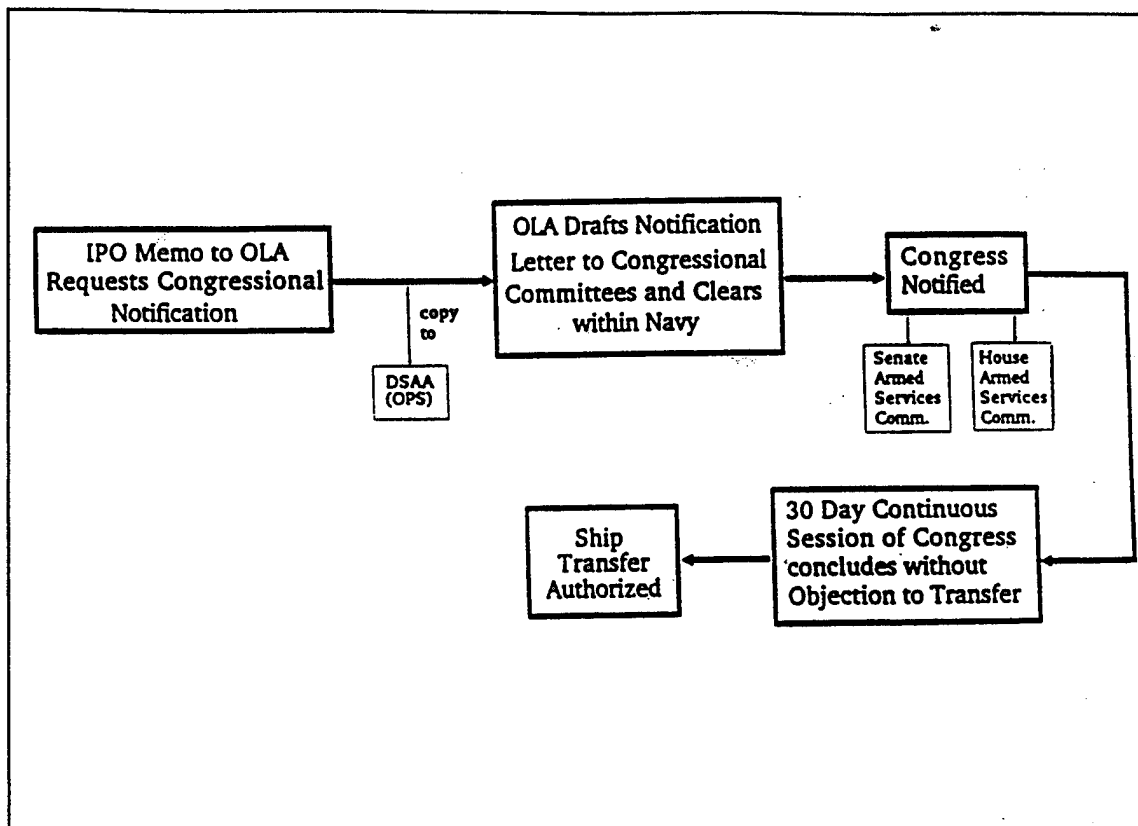 IPO Memo to OLA
Requests Congressional
Notification
copy
to
DSAA
(OPS)
OLA Drafts Notification
Letter to Congressional
Committees and Clears
within Navy
Congress
Notified
Senate
Armed
Services
Comm.
House
Armed
Services
Comm.
30 Day Continuous
Session of Congress
concludes without
Objection to Transfer
Ship
Transfer
Authorized